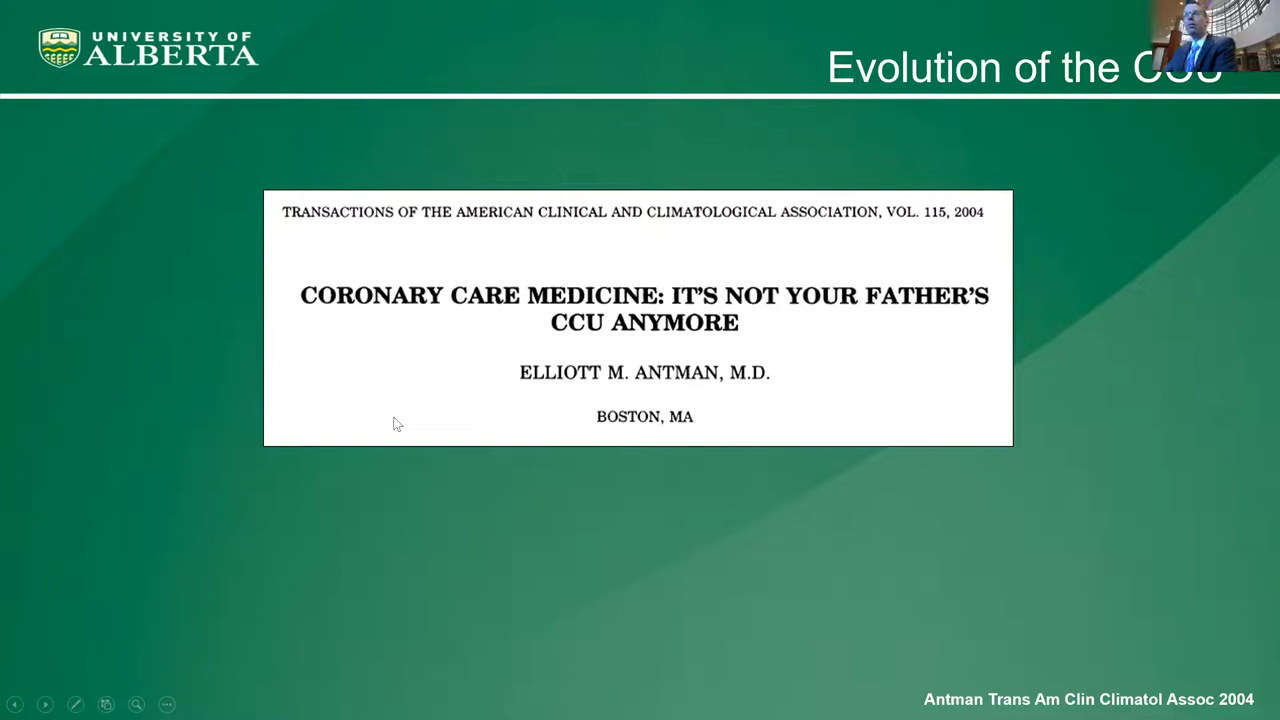 UNIVERSITY OF
ALBERTA
Evolution of the CCU
TRANSACTIONS OF THE AMERICAN CLINICAL AND CLIMATOLOGICAL ASSOCIATION, VOL. 115, 2004
CORONARY CARE MEDICINE: IT'S NOT YOUR FATHER'S
CCU ANYMORE
ELLIOTT M. ANTMAN, M.D.
BOSTON, MA
Antman Trans Am Clin Climatol Assoc 2004